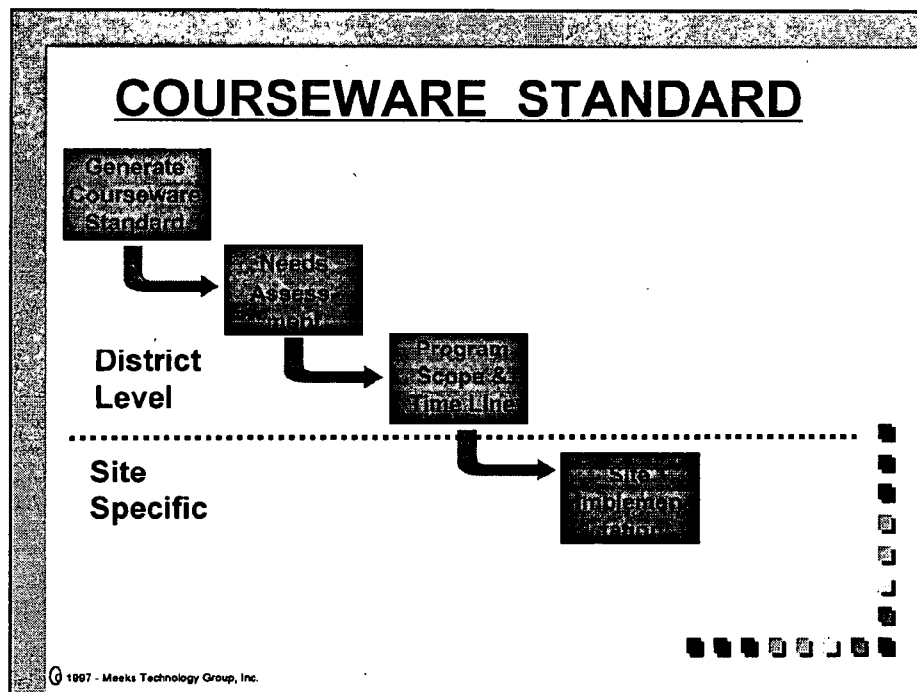 COURSEWARE STANDARD
Generate
Courseware
Standard
Needs
Assess-
ment
District
Level
Program
Scope &
Time Line
Site
Specific
Site
Implemen
tation
© 1997 - Meeks Technology Group, Inc.